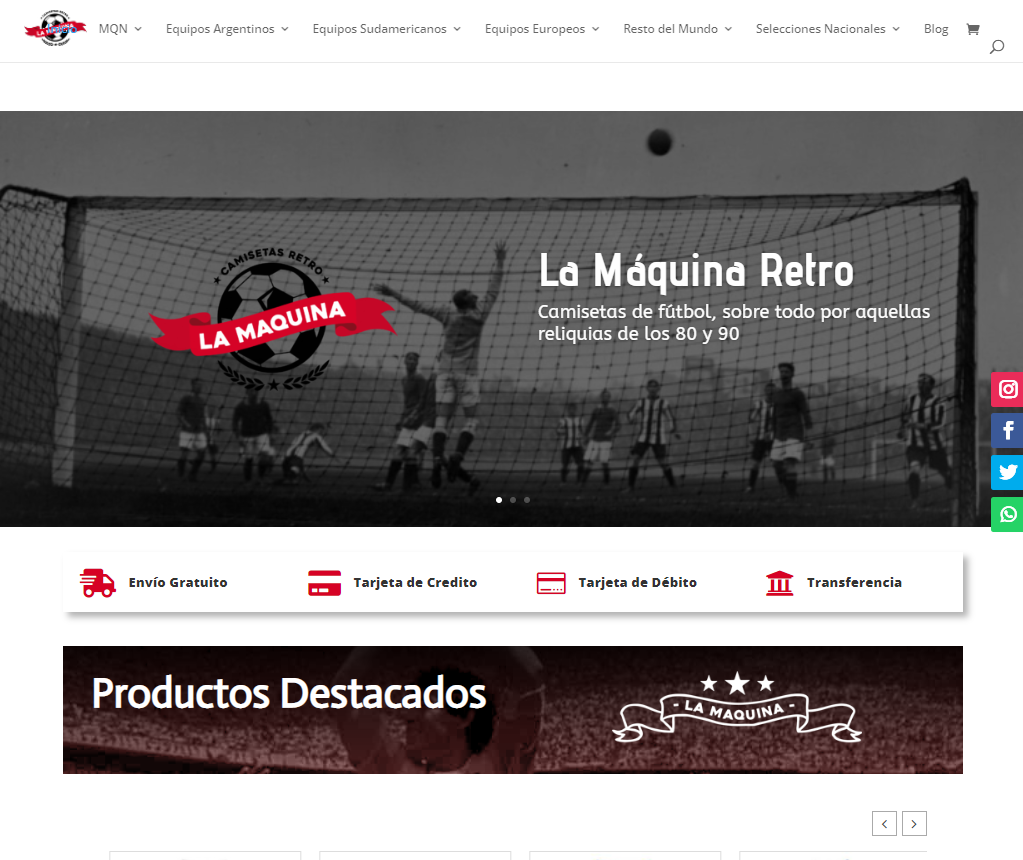 MQN
Equipos Argentinos
Equipos Sudamericanos
Equipos Europeos
Resto del Mundo
Selecciones Nacionales
Blog
CAMISETAS RETRO
LA MAQUINA
La Máquina Retro
Camisetas de fútbol, sobre todo por aquellas
reliquias de los 80 y 90
Envío Gratuito
Tarjeta de Credito
Tarjeta de Débito
Transferencia
Productos Destacados
- LA MAQUINA -